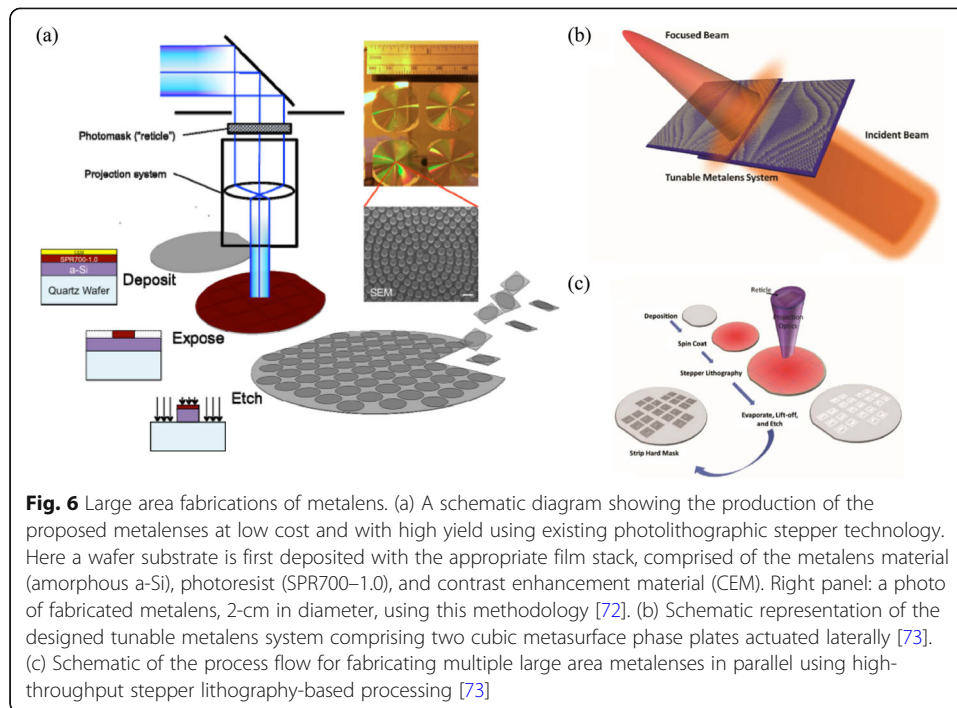 (a)
Photomask ("reticle")
Projection system
SPR700-1.0
a-Si
Quartz Wafer
Deposit
Expose
Etch
SEM
(b)
Focused Beam
Incident Beam
Tunable Metalens System
(c)
Reticle
Projection
Optics
Deposition
Spin Coat
Stepper Lithography
Evaporate, Lift-off,
and Etch
Strip Hard Mask
Fig. 6 Large area fabrications of metalens. (a) A schematic diagram showing the production of the
proposed metalenses at low cost and with high yield using existing photolithographic stepper technology.
Here a wafer substrate is first deposited with the appropriate film stack, comprised of the metalens material
(amorphous a-Si), photoresist (SPR700–1.0), and contrast enhancement material (CEM). Right panel: a photo
of fabricated metalens, 2-cm in diameter, using this methodology [72]. (b) Schematic representation of the
designed tunable metalens system comprising two cubic metasurface phase plates actuated laterally [73].
(c) Schematic of the process flow for fabricating multiple large area metalenses in parallel using high-
throughput stepper lithography-based processing [73]